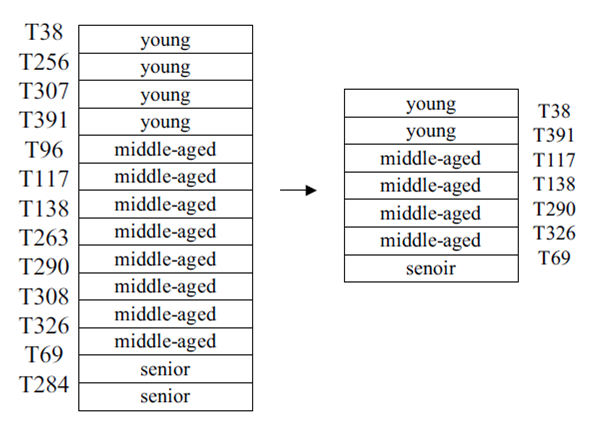 T38
T256
T307
T391
T96
T117
T138
T263
T290
T308
T326
T69
T284
young
young
young
young
middle-aged
middle-aged
middle-aged
middle-aged
middle-aged
middle-aged
middle-aged
middle-aged
senior
senior
young
young
middle-aged
middle-aged
middle-aged
middle-aged
senoir
T38
T391
T117
T138
T290
T326
T69